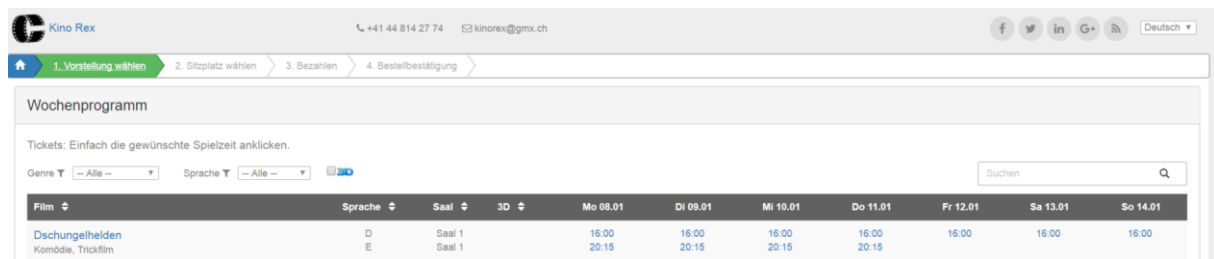 Kino Rex +41 44 814 27 74 kinorex@gmx.ch f in G+ Deutsch
1. Vorstellung wählen 2. Sitzplatz wählen 3. Bezahlen 4. Bestellbestätigung
Wochenprogramm
Tickets: Einfach die gewünschte Spielzeit anklicken.
Genre -- Alle -- Sprache -- Alle -- 3D Suchen
Film Sprache Saal 3D Mo 08.01 Di 09.01 Mi 10.01 Do 11.01 Fr 12.01 Sa 13.01 So 14.01
Dschungelhelden D Saal 1 16:00 16:00 16:00 16:00 16:00 16:00 16:00
Komödie, Trickfilm E Saal 1 20:15 20:15 20:15 20:15